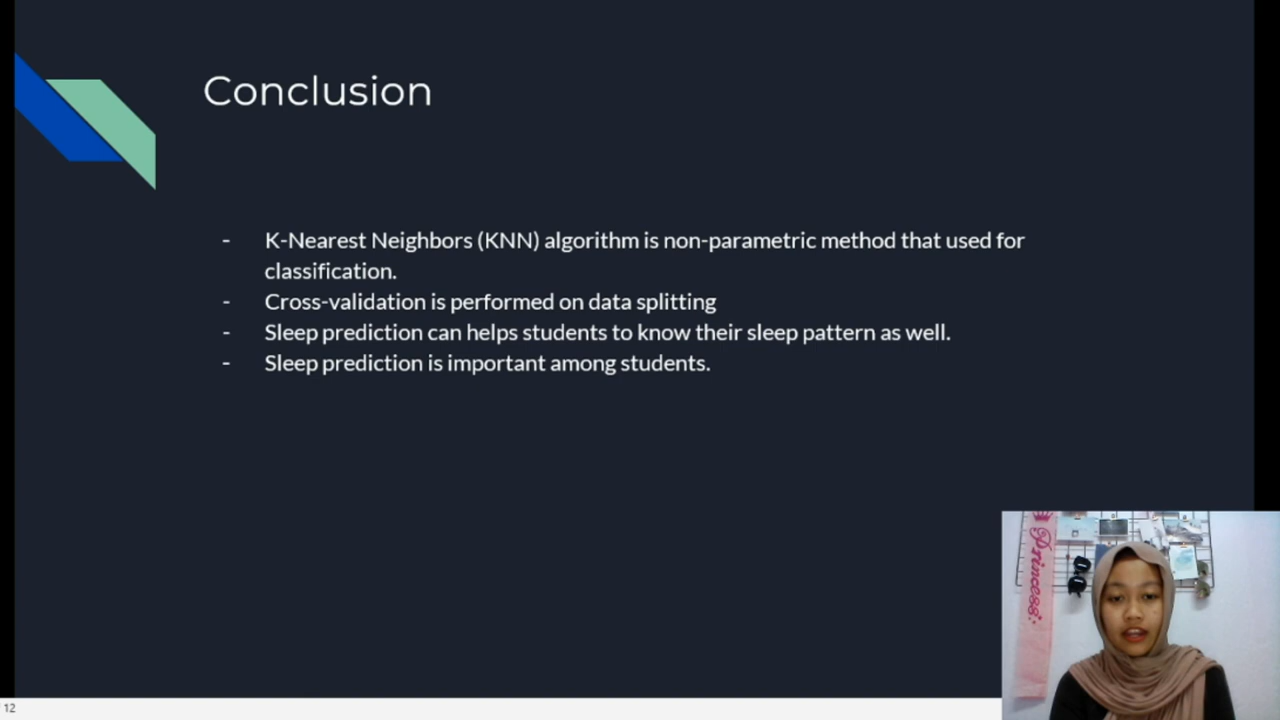 Conclusion
- K-Nearest Neighbors (KNN) algorithm is non-parametric method that used for
classification.
- Cross-validation is performed on data splitting
- Sleep prediction can helps students to know their sleep pattern as well.
- Sleep prediction is important among students.
Princess
12